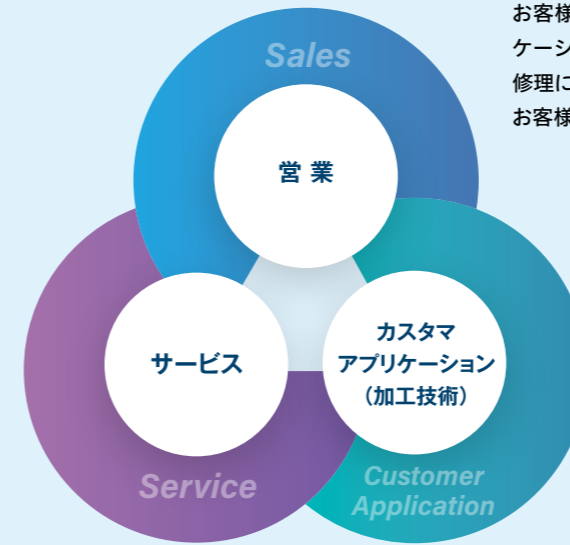 お客様
ケーシ
修理に
お客様
Sales
営業
サービス
カスタマ
アプリケーション
（加工技術）
Service
Customer
Application